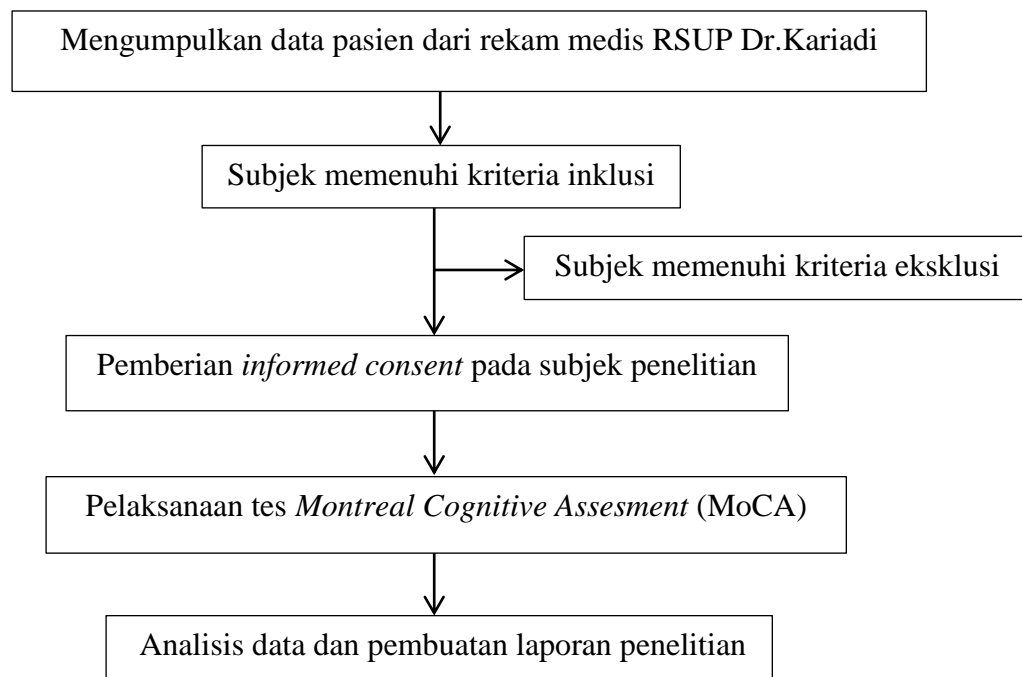 Mengumpulkan data pasien dari rekam medis RSUP Dr.Kariadi
Subjek memenuhi kriteria inklusi
Subjek memenuhi kriteria eksklusi
Pemberian informed consent pada subjek penelitian
Pelaksanaan tes Montreal Cognitive Assesment (MoCA)
Analisis data dan pembuatan laporan penelitian